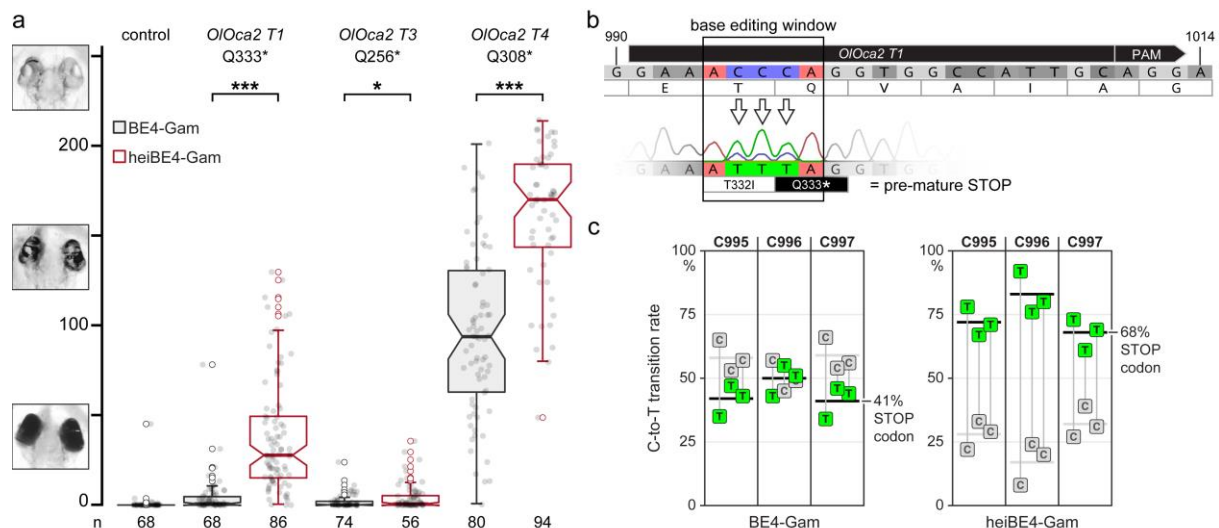 a
control
OlOca2 T1
Q333*
OlOca2 T3
Q256*
OlOca2 T4
Q308*
*** * ***
BE4-Gam
heiBE4-Gam
200
100
0
n 68 68 86 74 56 80 94
b
base editing window
990 1014
OlOca2 T1 PAM
G G A A A C C C A G G T G G C C A T T G C A G G A
E T Q V A I A G
G A A A T T T A G G T G G
T332I Q333* = pre-mature STOP
c
C-to-T transition rate
100
%
75
50
25
0
C995 C996 C997
C C C C C C C C C
T T T T T T T T T
41%
STOP
codon
BE4-Gam
100
%
75
50
25
0
C995 C996 C997
T T T T T T T T T
C C C C C C C C C
68%
STOP
codon
heiBE4-Gam